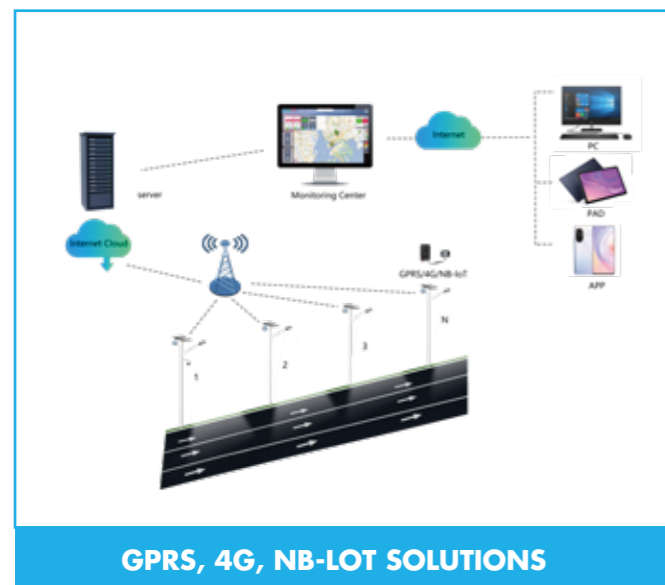 Internet
PC
server
Monitoring Center
PAD
Internet Cloud
GPRS/4G/NB-IoT
APP
N
3
2
1
GPRS, 4G, NB-LOT SOLUTIONS